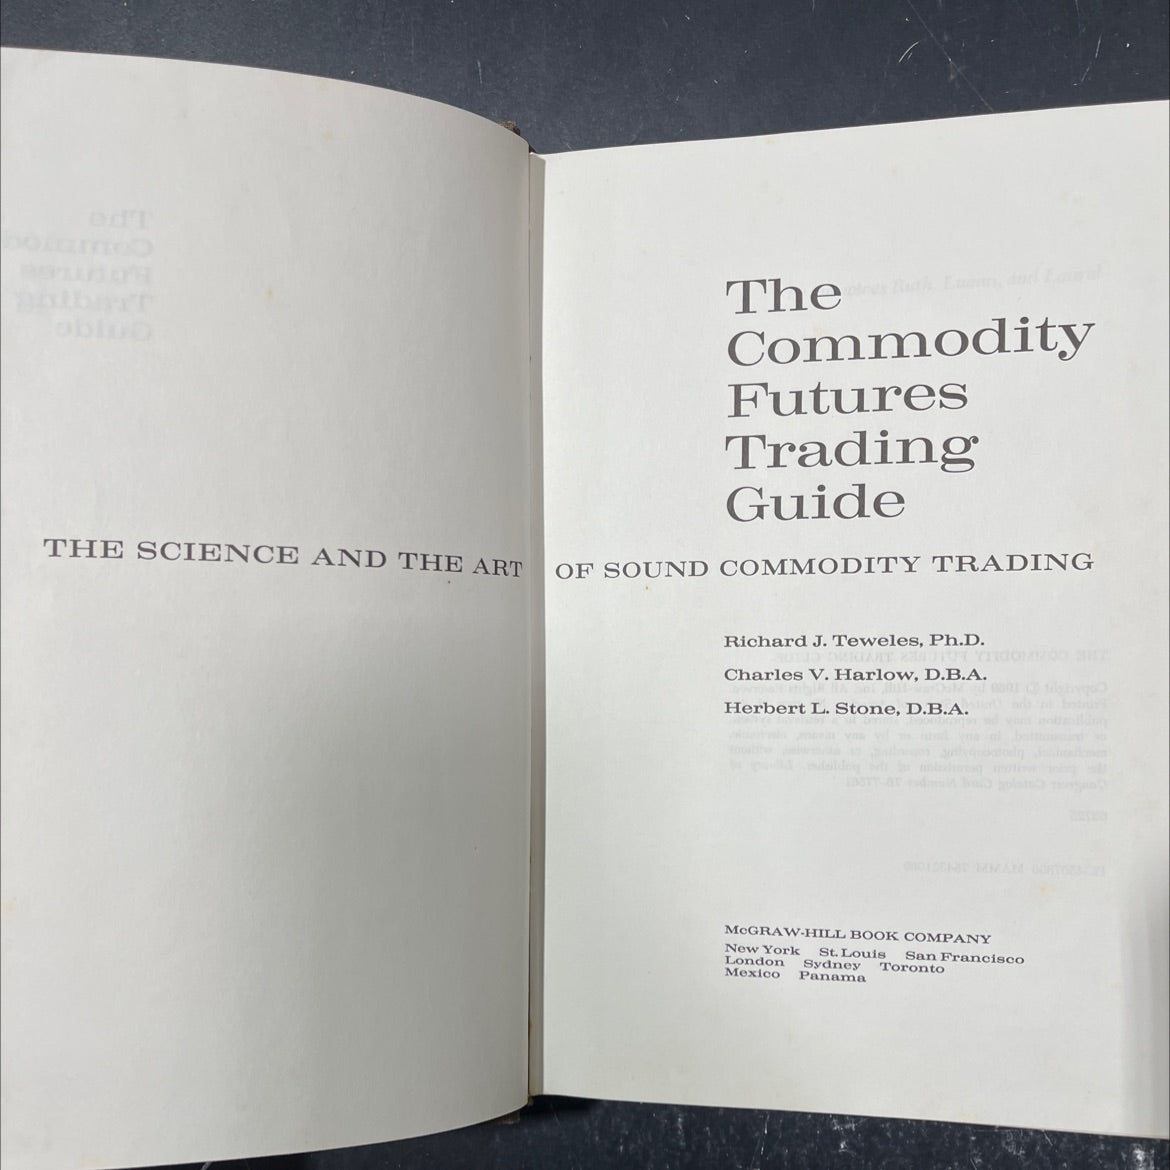 The
Commodity
Futures
Trading
Guide
THE SCIENCE AND THE ART OF SOUND COMMODITY TRADING
Richard J. Teweles, Ph.D.
Charles V. Harlow, D.B.A.
Herbert L. Stone, D.B.A.
McGRAW-HILL BOOK COMPANY
New York St. Louis San Francisco
London Sydney Toronto
Mexico Panama